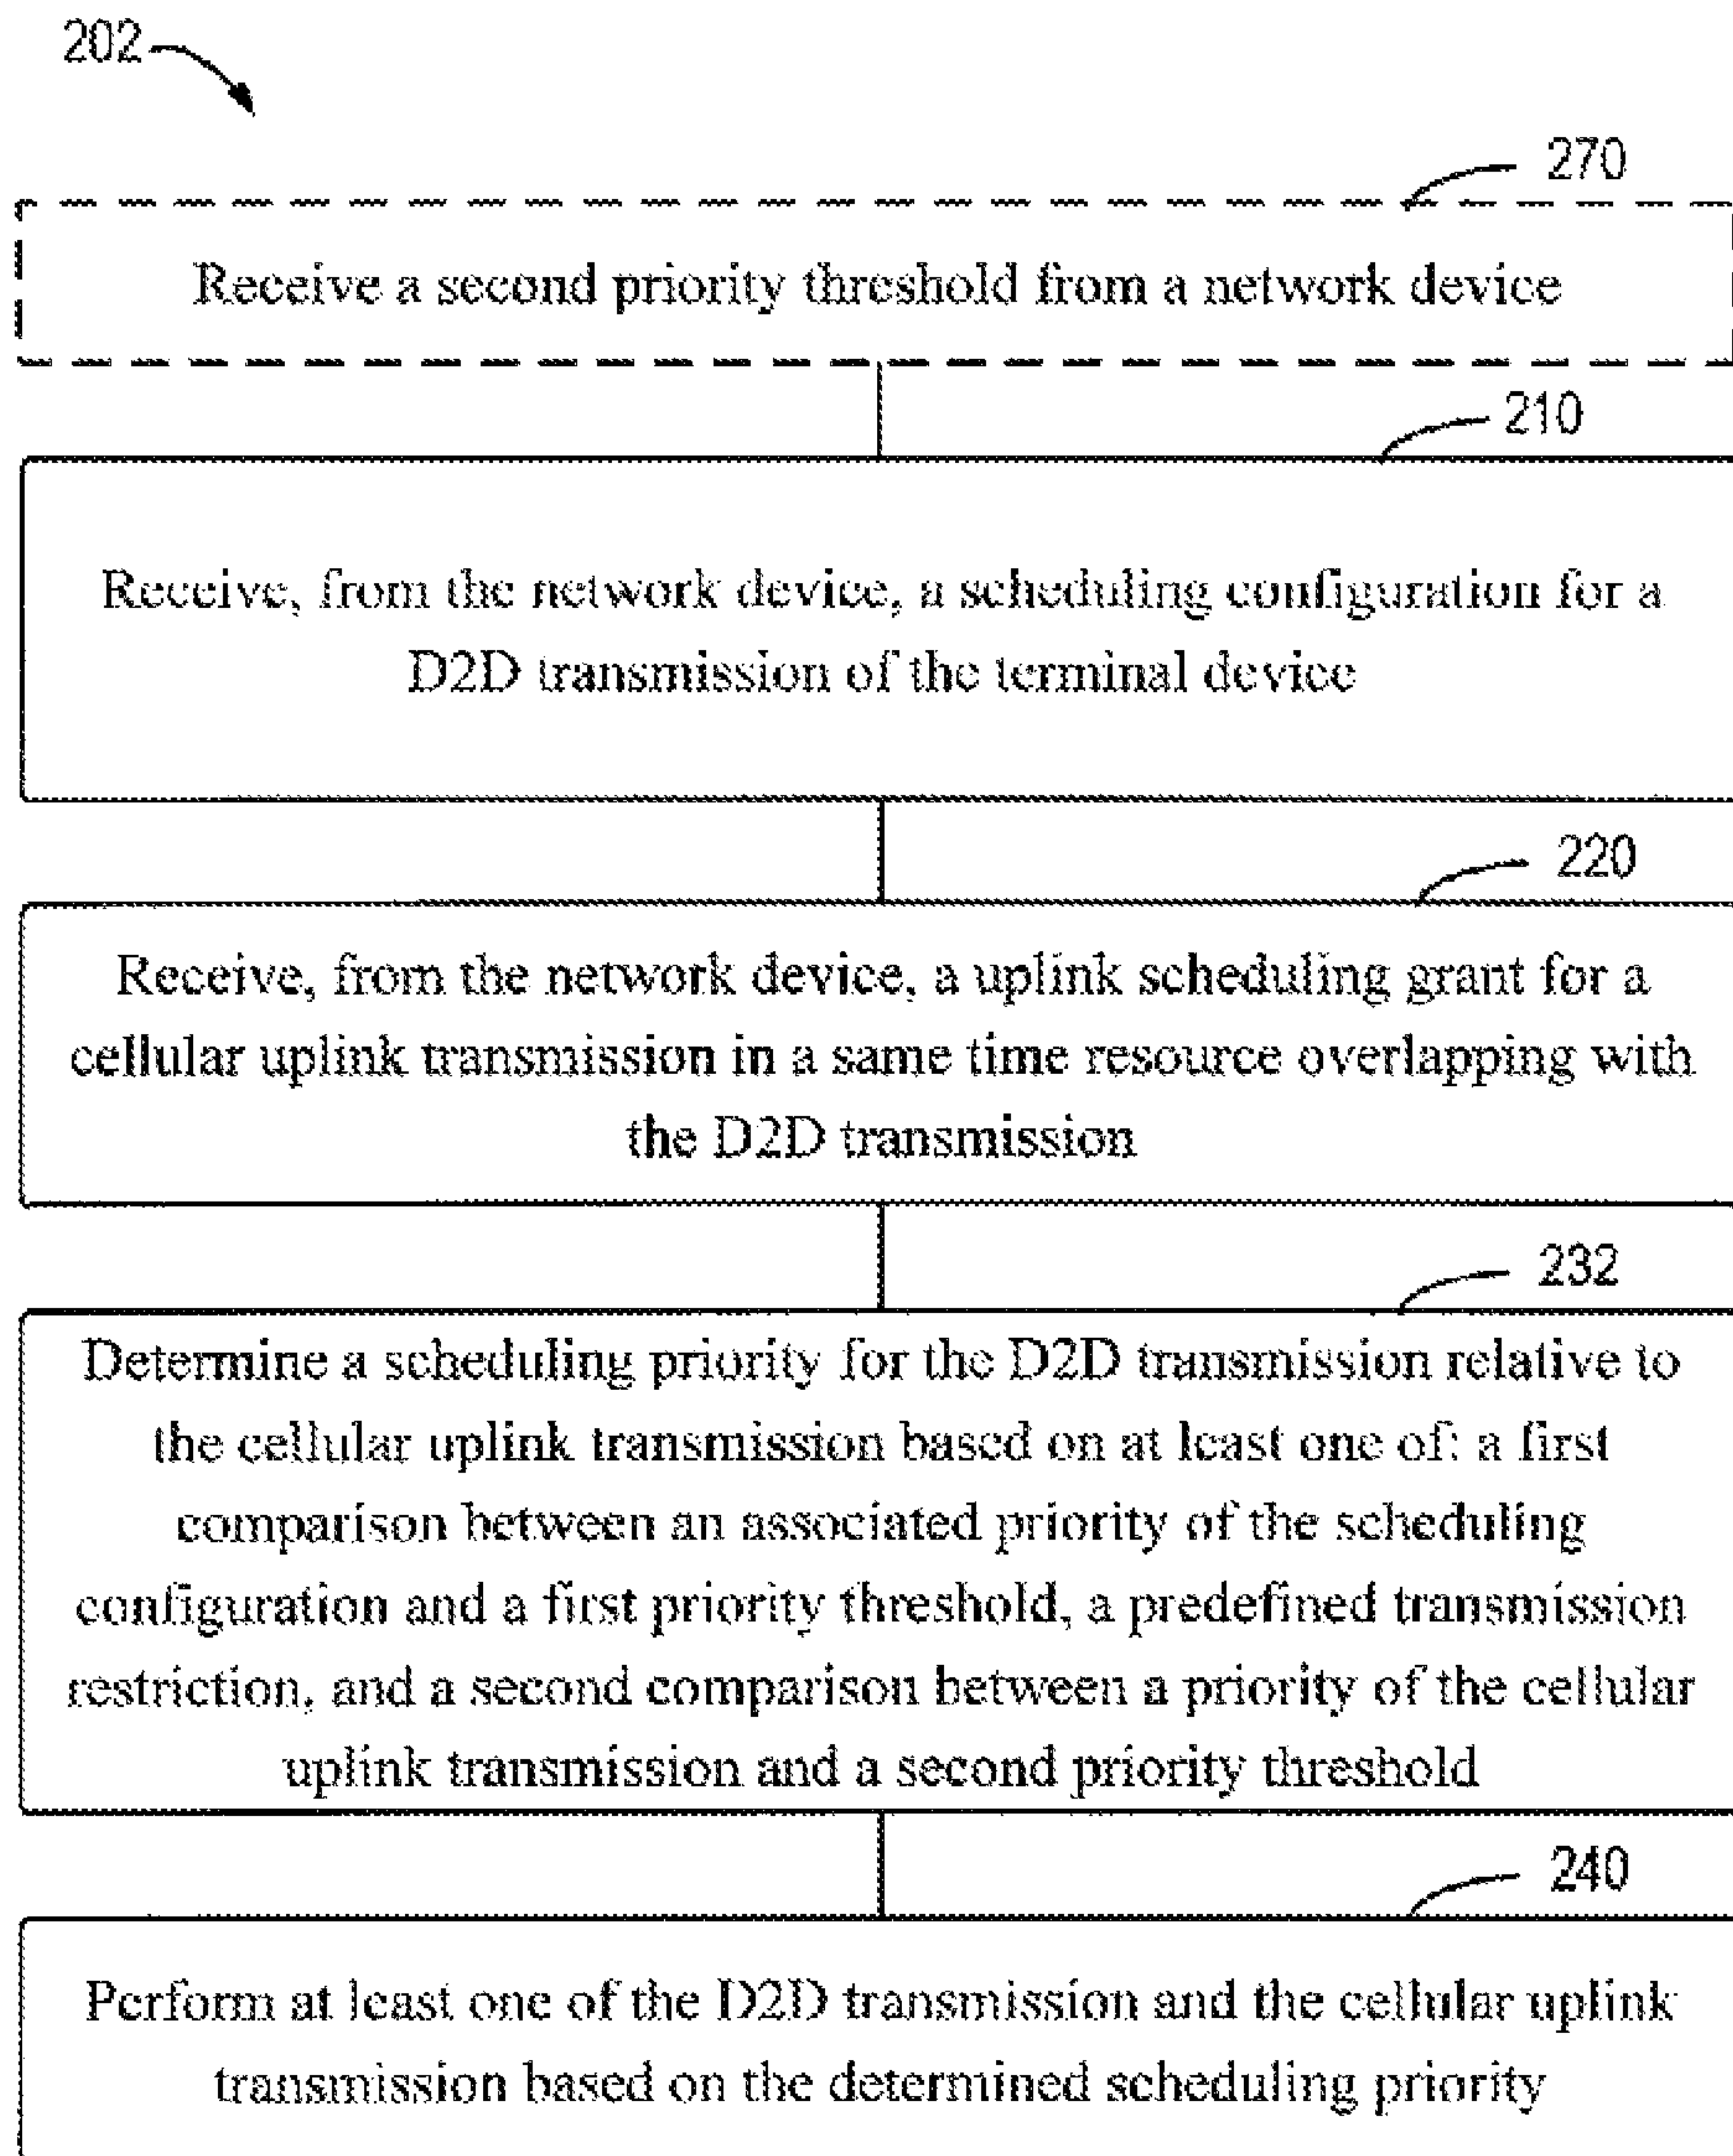 202
270
Receive a second priority threshold from a network device
210
Receive, from the network device, a scheduling configuration for a
D2D transmission of the terminal device
220
Receive, from the network device, a uplink scheduling grant for a
cellular uplink transmission in a same time resource overlapping with
the D2D transmission
232
Determine a scheduling priority for the D2D transmission relative to
the cellular uplink transmission based on at least one of: a first
comparison between an associated priority of the scheduling
configuration and a first priority threshold, a predefined transmission
restriction, and a second comparison between a priority of the cellular
uplink transmission and a second priority threshold
240
Perform at least one of the D2D transmission and the cellular uplink
transmission based on the determined scheduling priority